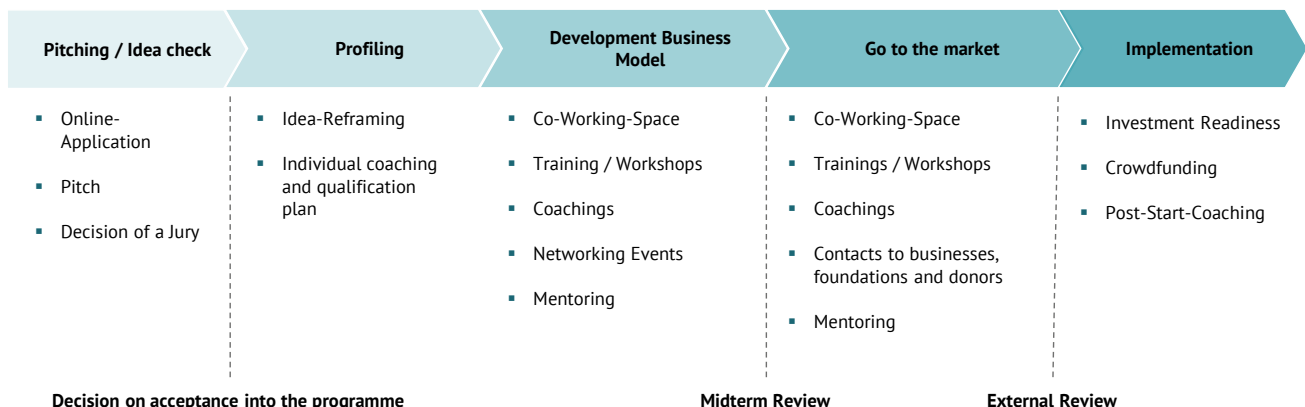 Pitching / Idea check
Profiling
Development Business
Model
Go to the market
Implementation
Online-
Application
Pitch
Decision of a Jury
Idea-Reframing
Individual coaching
and qualification
plan
Co-Working-Space
Training / Workshops
Coachings
Networking Events
Mentoring
Co-Working-Space
Trainings / Workshops
Coachings
Contacts to businesses,
foundations and donors
Mentoring
Investment Readiness
Crowdfunding
Post-Start-Coaching
Decision on acceptance into the programme
Midterm Review
External Review